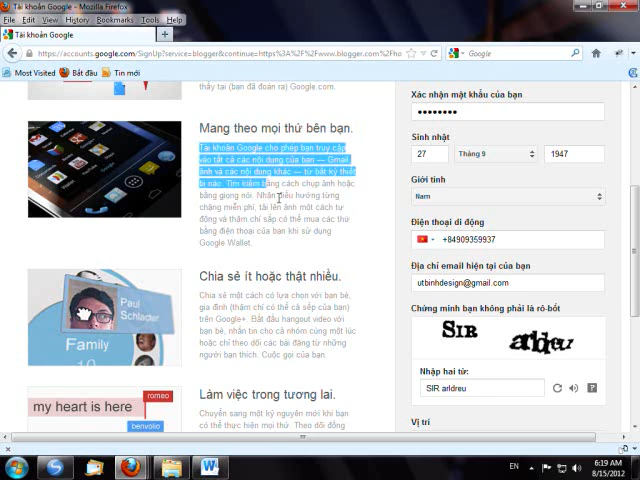 Tài khoản Google - Mozilla Firefox
File Edit View History Bookmarks Tools Help
Tài khoản Google
https://accounts.google.com/SignUp?service=blogger&continue=https%3A%2F%2Fwww.blogger.com%2Fho
Google
Most Visited Bắt đầu Tin mới
thấy tại (bạn đoán ra) Google.com.
Mang theo mọi thứ bên bạn.
Tài khoản Google cho phép bạn truy cập
vào tất cả các nội dung của bạn — Gmail,
ảnh và các nội dung khác — từ bất kỳ thiết
bị nào. Tìm kiếm bằng cách chụp ảnh hoặc
bằng giọng nói. Nhận điều hướng từng
chặng miễn phí, tải lên ảnh một cách tự
động và thậm chí sắp có thể mua các thứ
bằng điện thoại của bạn khi sử dụng
Google Wallet.
Chia sẻ ít hoặc thật nhiều.
Chia sẻ một cách có lựa chọn với bạn bè,
gia đình (thậm chí có thể cả sếp của bạn)
trên Google+. Bắt đầu hangout video với
bạn bè, nhắn tin cho cả nhóm cùng một lúc
hoặc chỉ theo dõi các bài đăng từ những
người bạn thích. Cuộc gọi của bạn.
Paul
Schlacter
Family
10
Làm việc trong tương lai.
Chuyển sang một kỷ nguyên mới khi bạn
có thể thực hiện mọi thứ. Theo dõi đồng
romeo
my heart is here
benvolio
Xác nhận mật khẩu của bạn
Sinh nhật
27 Tháng 9 1947
Giới tính
Nam
Điện thoại di động
+84909359937
Địa chỉ email hiện tại của bạn
utbinhdesign@gmail.com
Chứng minh bạn không phải là rô-bốt
SIR arldreu
Nhập hai từ:
SIR arldreu
Vị trí
EN
6:19 AM
8/15/2012